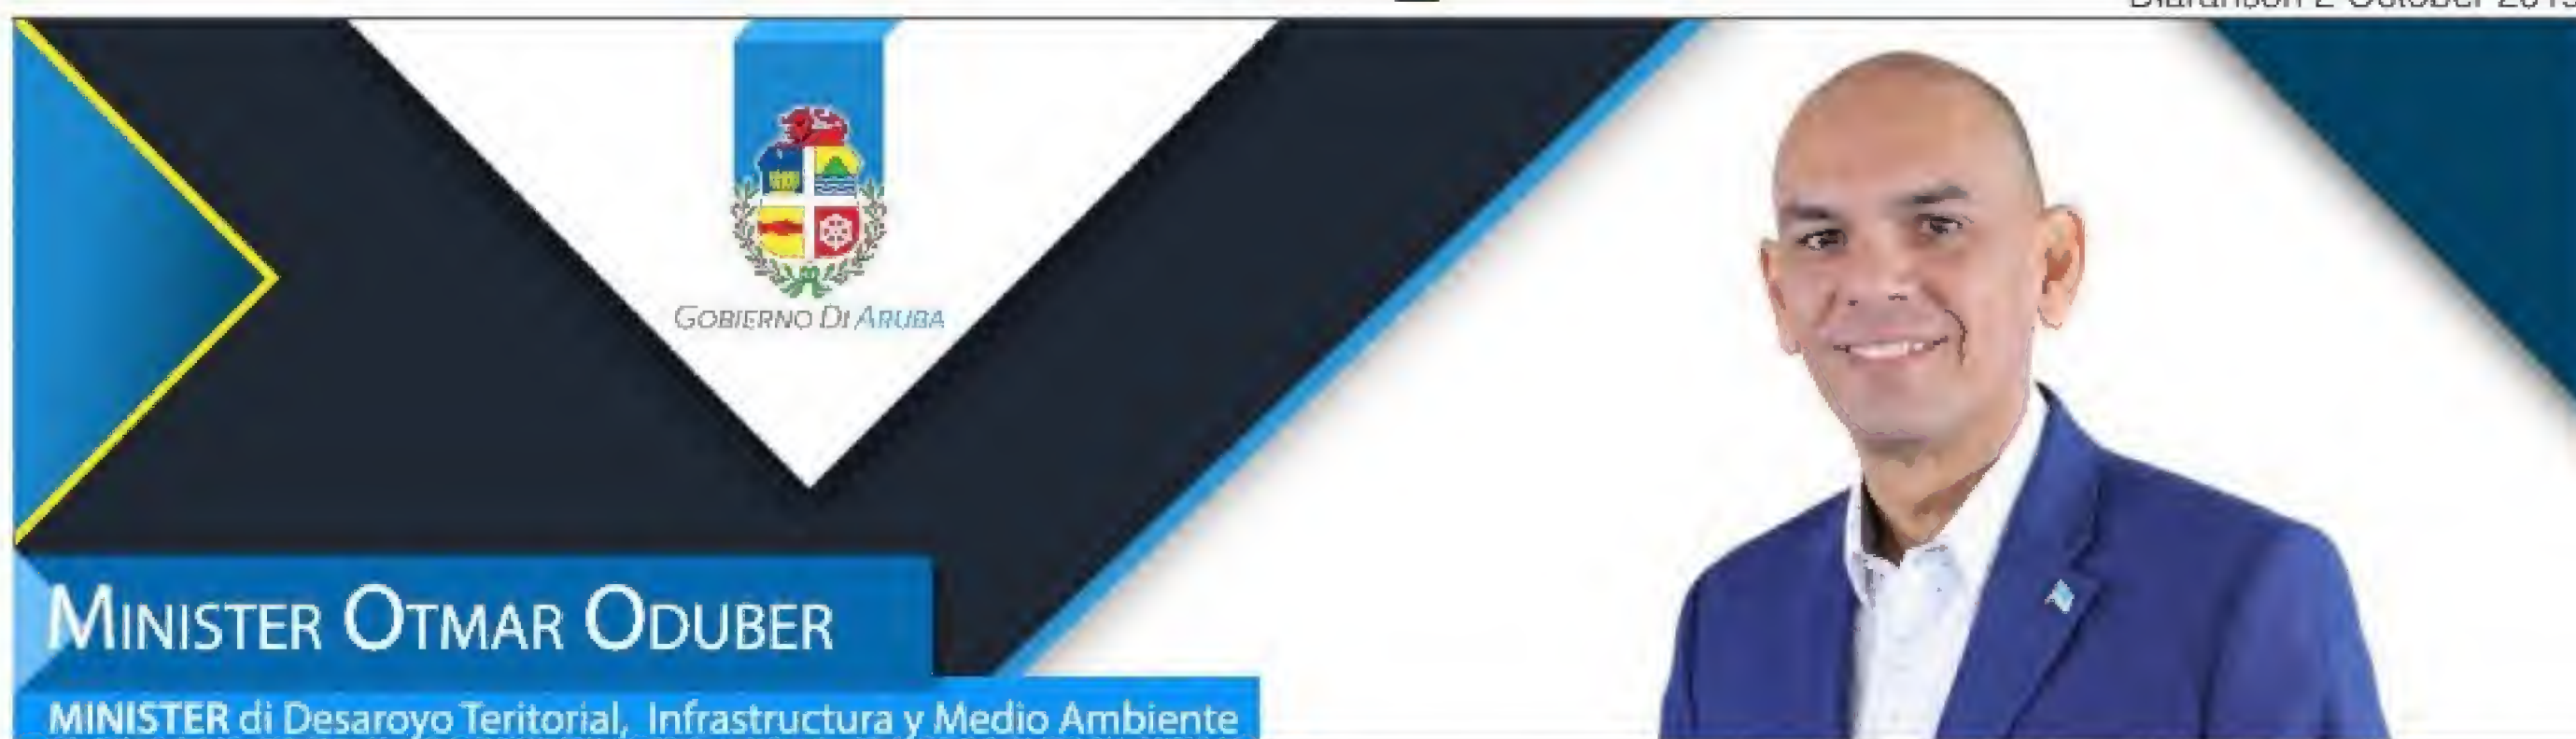 GOBIERNO DI ARUBA
MINISTER OTMAR ODUBER
MINISTER di Desaroyo Teritorial, Infrastructura y Medio Ambiente